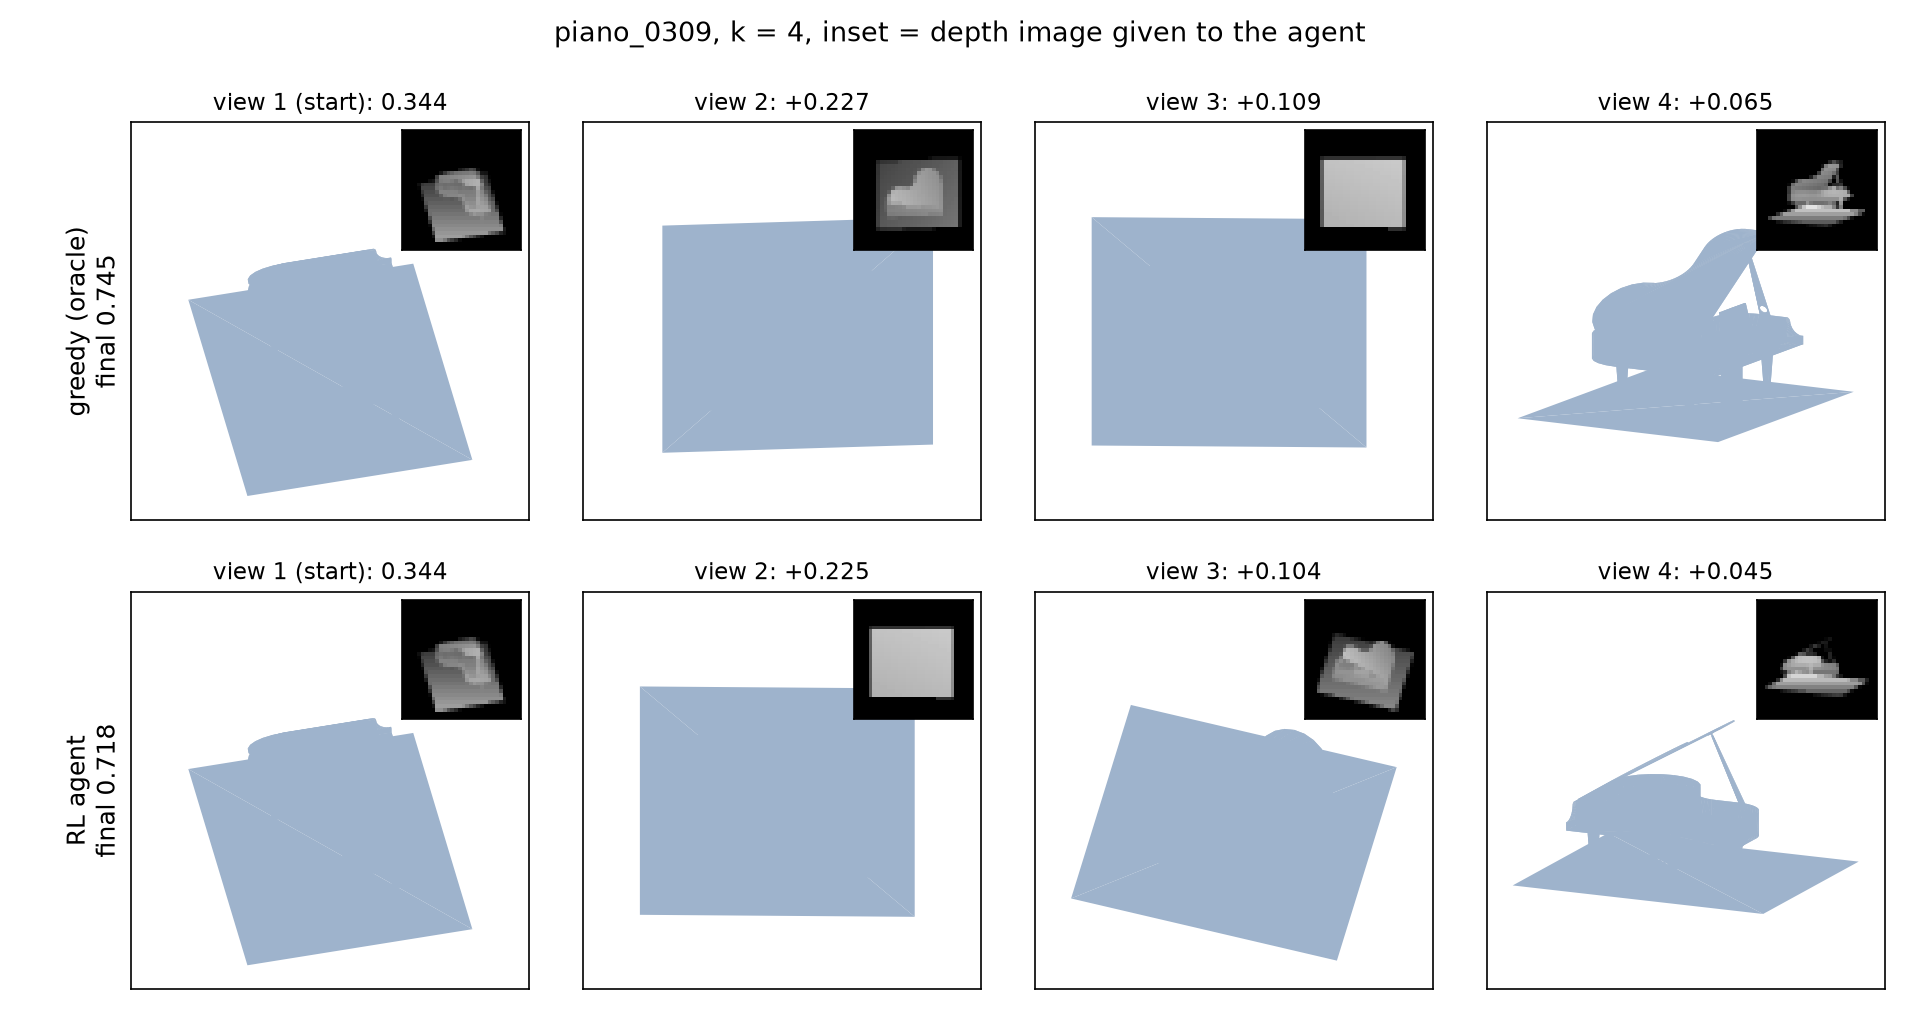 piano_0309, k = 4, inset = depth image given to the agent
view 1 (start): 0.344
view 2: +0.227
view 3: +0.109
view 4: +0.065
greedy (oracle)
final 0.745
view 1 (start): 0.344
view 2: +0.225
view 3: +0.104
view 4: +0.045
RL agent
final 0.718